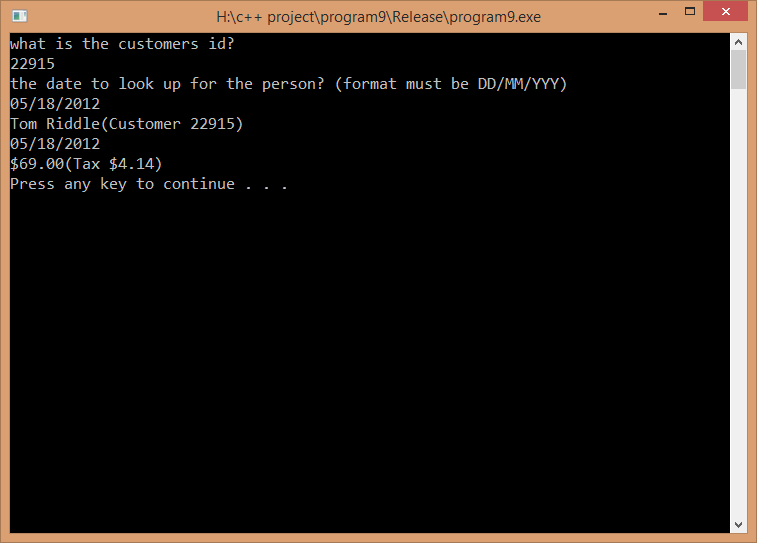 H:\c++ project\program9\Release\program9.exe
what is the customers id?
22915
the date to look up for the person? (format must be DD/MM/YYY)
05/18/2012
Tom Riddle(Customer 22915)
05/18/2012
$69.00(Tax $4.14)
Press any key to continue . . .